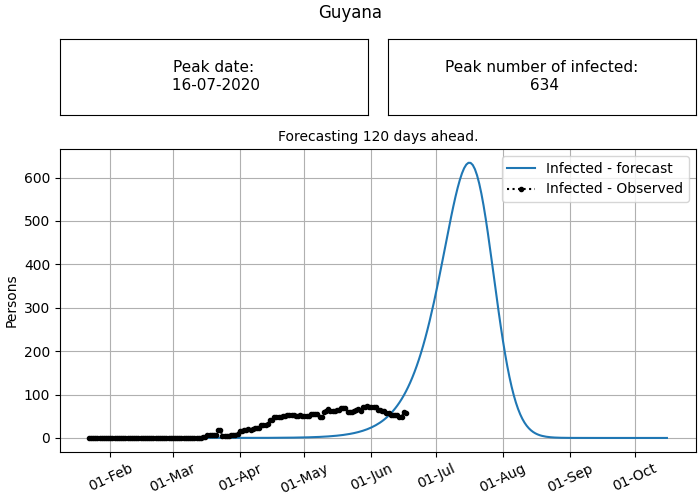 Guyana
Peak date:
16-07-2020
Peak number of infected:
634
Forecasting 120 days ahead.
Infected - forecast
Infected - Observed
Persons
600
500
400
300
200
100
0
01-Feb
01-Mar
01-Apr
01-May
01-Jun
01-Jul
01-Aug
01-Sep
01-Oct